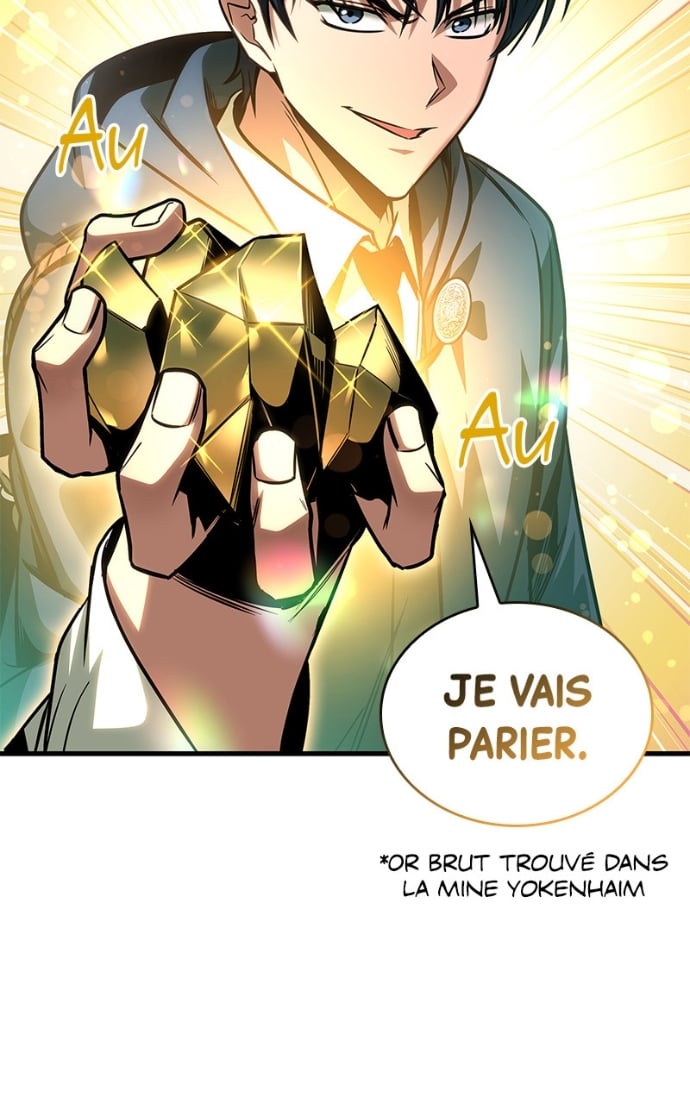 Au
Au
JE VAIS
PARIER.
*OR BRUT TROUVÉ DANS
LA MINE YOKENHAIM